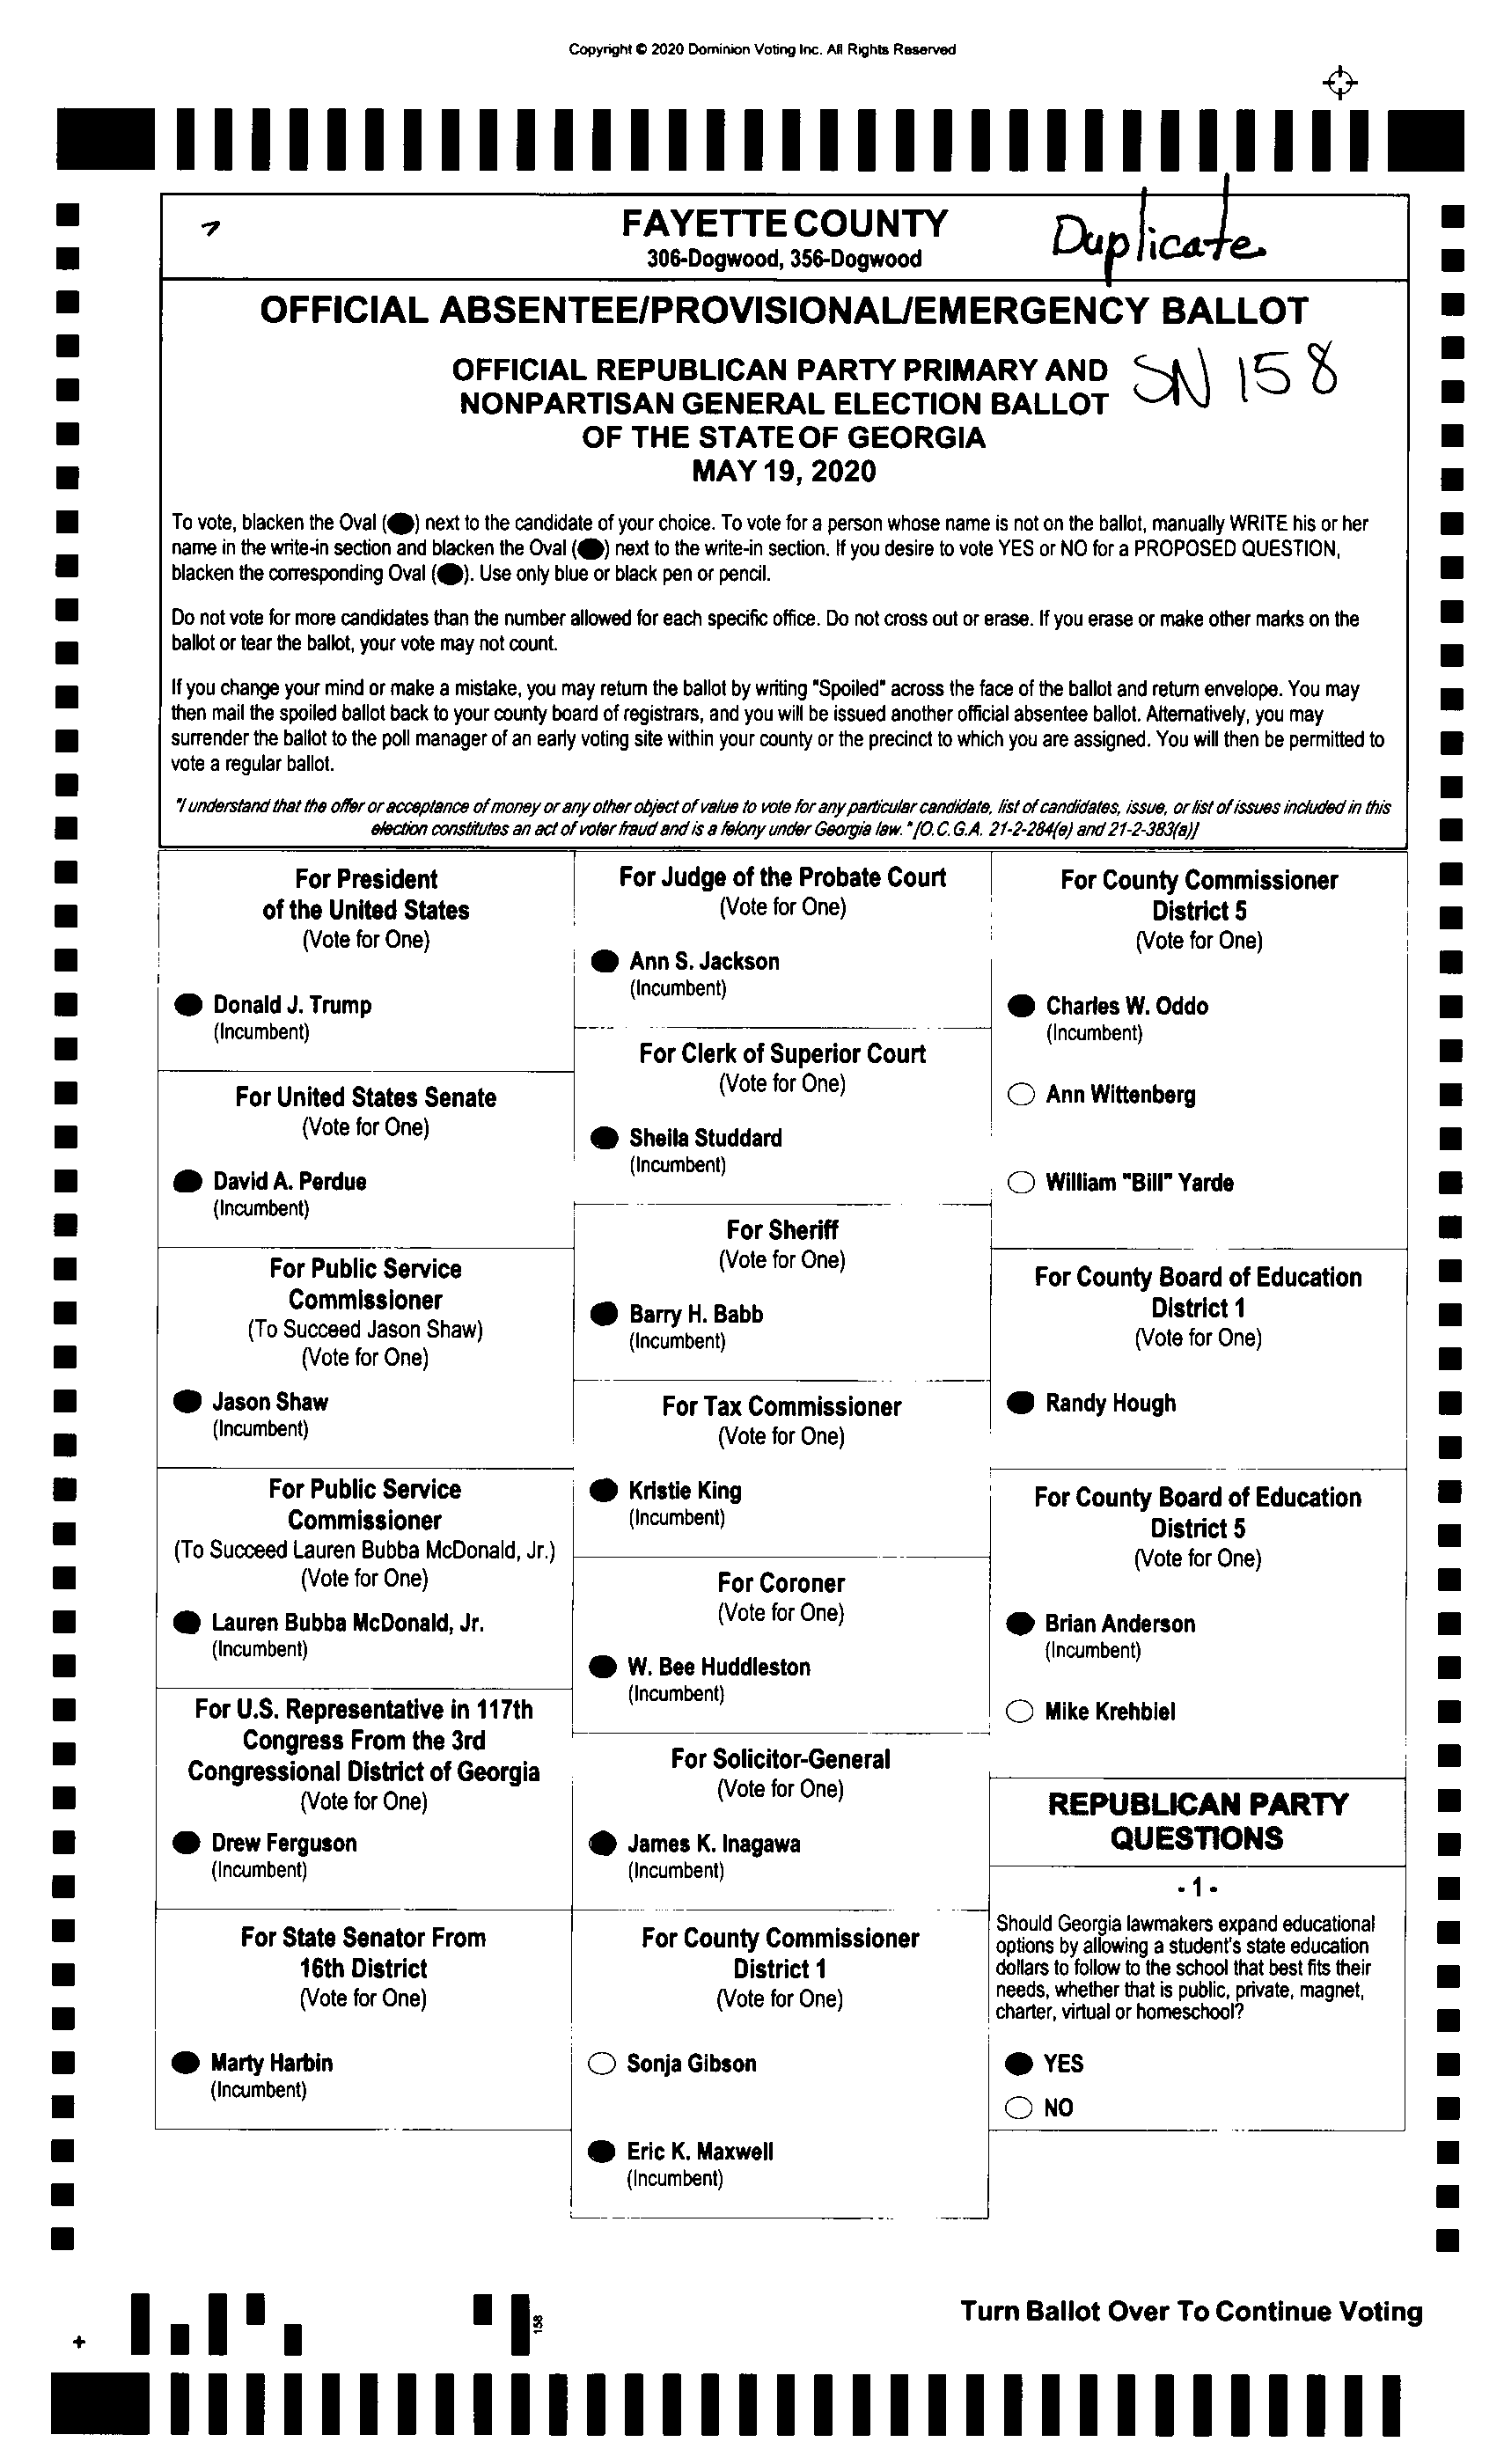 Copyright © 2020 Dominion Voting Inc. All Rights Reserved
FAYETTE COUNTY
306-Dogwood, 356-Dogwood
Duplicate
OFFICIAL ABSENTEE/PROVISIONAL/EMERGENCY BALLOT
OFFICIAL REPUBLICAN PARTY PRIMARY AND
NONPARTISAN GENERAL ELECTION BALLOT
OF THE STATE OF GEORGIA
MAY 19, 2020
SN 158
To vote, blacken the Oval ( ) next to the candidate of your choice. To vote for a person whose name is not on the ballot, manually WRITE his or her
name in the write-in section and blacken the Oval ( ) next to the write-in section. If you desire to vote YES or NO for a PROPOSED QUESTION,
blacken the corresponding Oval ( ). Use only blue or black pen or pencil.
Do not vote for more candidates than the number allowed for each specific office. Do not cross out or erase. If you erase or make other marks on the
ballot or tear the ballot, your vote may not count.
If you change your mind or make a mistake, you may return the ballot by writing "Spoiled" across the face of the ballot and return envelope. You may
then mail the spoiled ballot back to your county board of registrars, and you will be issued another official absentee ballot. Alternatively, you may
surrender the ballot to the poll manager of an early voting site within your county or the precinct to which you are assigned. You will then be permitted to
vote a regular ballot.
"I understand that the offer or acceptance of money or any other object of value to vote for any particular candidate, list of candidates, issue, or list of issues included in this
election constitutes an act of voter fraud and is a felony under Georgia law." [O.C.G.A. 21-2-284(e) and 21-2-383(a)]
For President
of the United States
(Vote for One)
Donald J. Trump
(Incumbent)
For United States Senate
(Vote for One)
David A. Perdue
(Incumbent)
For Public Service
Commissioner
(To Succeed Jason Shaw)
(Vote for One)
Jason Shaw
(Incumbent)
For Public Service
Commissioner
(To Succeed Lauren Bubba McDonald, Jr.)
(Vote for One)
Lauren Bubba McDonald, Jr.
(Incumbent)
For U.S. Representative in 117th
Congress From the 3rd
Congressional District of Georgia
(Vote for One)
Drew Ferguson
(Incumbent)
For State Senator From
16th District
(Vote for One)
Marty Harbin
(Incumbent)
For Judge of the Probate Court
(Vote for One)
Ann S. Jackson
(Incumbent)
For Clerk of Superior Court
(Vote for One)
Sheila Studdard
(Incumbent)
For Sheriff
(Vote for One)
Barry H. Babb
(Incumbent)
For Tax Commissioner
(Vote for One)
Kristie King
(Incumbent)
For Coroner
(Vote for One)
W. Bee Huddleston
(Incumbent)
For Solicitor-General
(Vote for One)
James K. Inagawa
(Incumbent)
For County Commissioner
District 1
(Vote for One)
Sonja Gibson
Eric K. Maxwell
(Incumbent)
For County Commissioner
District 5
(Vote for One)
Charles W. Oddo
(Incumbent)
Ann Wittenberg
William "Bill" Yarde
For County Board of Education
District 1
(Vote for One)
Randy Hough
For County Board of Education
District 5
(Vote for One)
Brian Anderson
(Incumbent)
Mike Krehbiel
REPUBLICAN PARTY
QUESTIONS
- 1 -
Should Georgia lawmakers expand educational
options by allowing a student's state education
dollars to follow to the school that best fits their
needs, whether that is public, private, magnet,
charter, virtual or homeschool?
YES
NO
158
Turn Ballot Over To Continue Voting